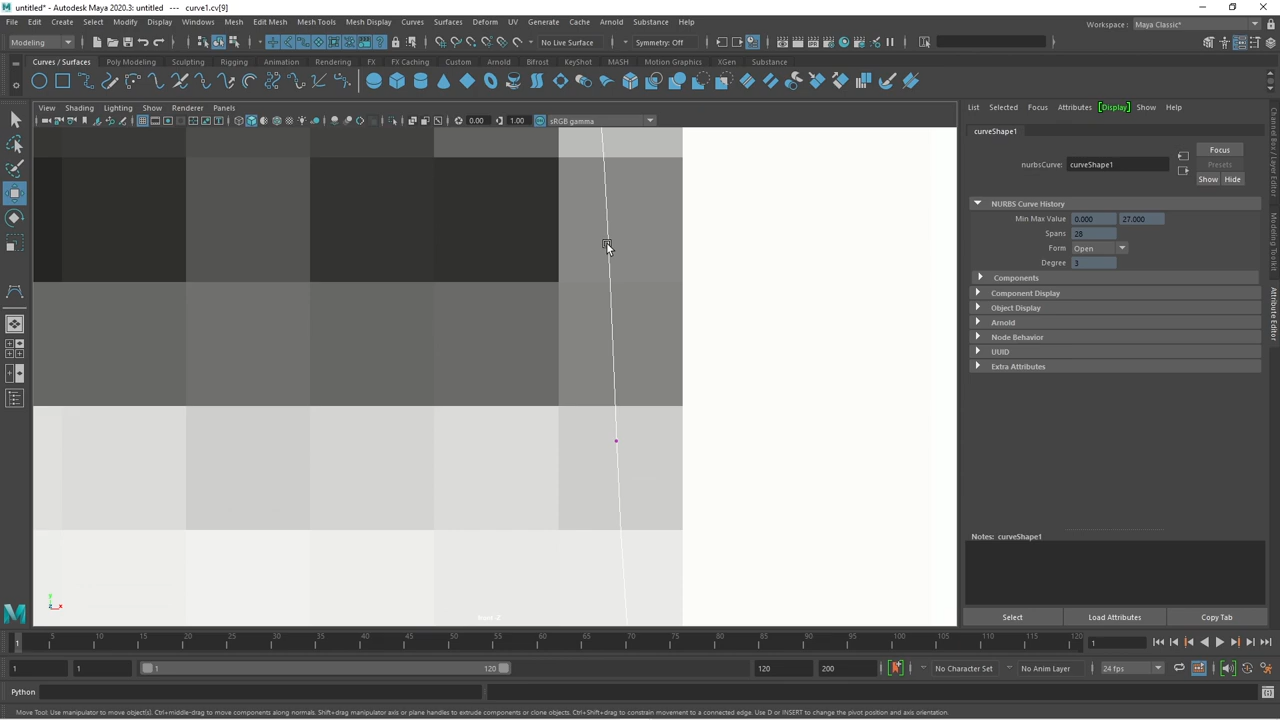 untitled* - Autodesk Maya 2020.3: untitled --- curve1.cv[9]
File Edit Create Select Modify Display Windows Mesh Edit Mesh Mesh Tools Mesh Display Curves Surfaces Deform UV Generate Cache Arnold Substance Help
Workspace : Maya Classic*
Modeling No Live Surface Symmetry: Off
Curves / Surfaces Poly Modeling Sculpting Rigging Animation Rendering FX FX Caching Custom Arnold Bifrost KeyShot MASH Motion Graphics XGen Substance
View Shading Lighting Show Renderer Panels
0.00 1.00 sRGB gamma
List Selected Focus Attributes [Display] Show Help
curveShape1
Focus
nurbsCurve: curveShape1
Presets
Show Hide
NURBS Curve History
Min Max Value 0.000 27.000
Spans 28
Form Open
Degree 3
Components
Component Display
Object Display
Arnold
Node Behavior
UUID
Extra Attributes
Channel Box / Layer Editor
Modeling Toolkit
Attribute Editor
Notes: curveShape1
Select Load Attributes Copy Tab
1 5 10 15 20 25 30 35 40 45 50 55 60 65 70 75 80 85 90 95 100 105 110 115 120 1
1 1 1 120 120 200 No Character Set No Anim Layer 24 fps
Python
Move Tool: Use manipulator to move object(s). Ctrl+middle-drag to move components along normals. Shift+drag manipulator axis or plane handles to extrude components or clone objects. Ctrl+Shift+drag to constrain movement to a connected edge. Use D or INSERT to change the pivot position and axis orientation.